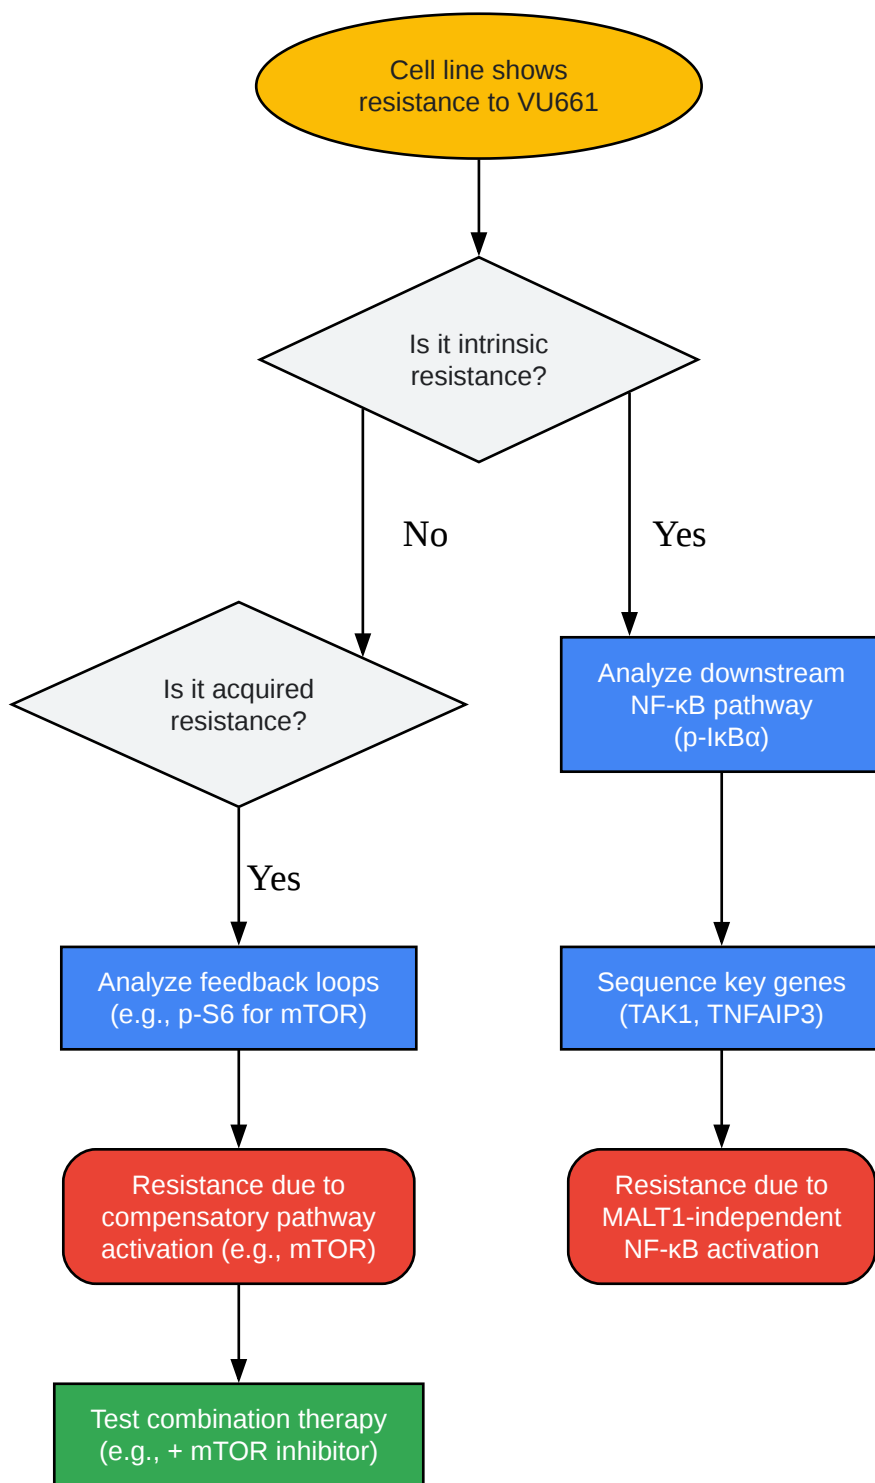 Cell line shows
resistance to VU661
Is it intrinsic
resistance?
No
Yes
Is it acquired
resistance?
Analyze downstream
NF-κB pathway
(p-IκBα)
Yes
Analyze feedback loops
(e.g., p-S6 for mTOR)
Sequence key genes
(TAK1, TNFAIP3)
Resistance due to
compensatory pathway
activation (e.g., mTOR)
Resistance due to
MALT1-independent
NF-κB activation
Test combination therapy
(e.g., + mTOR inhibitor)